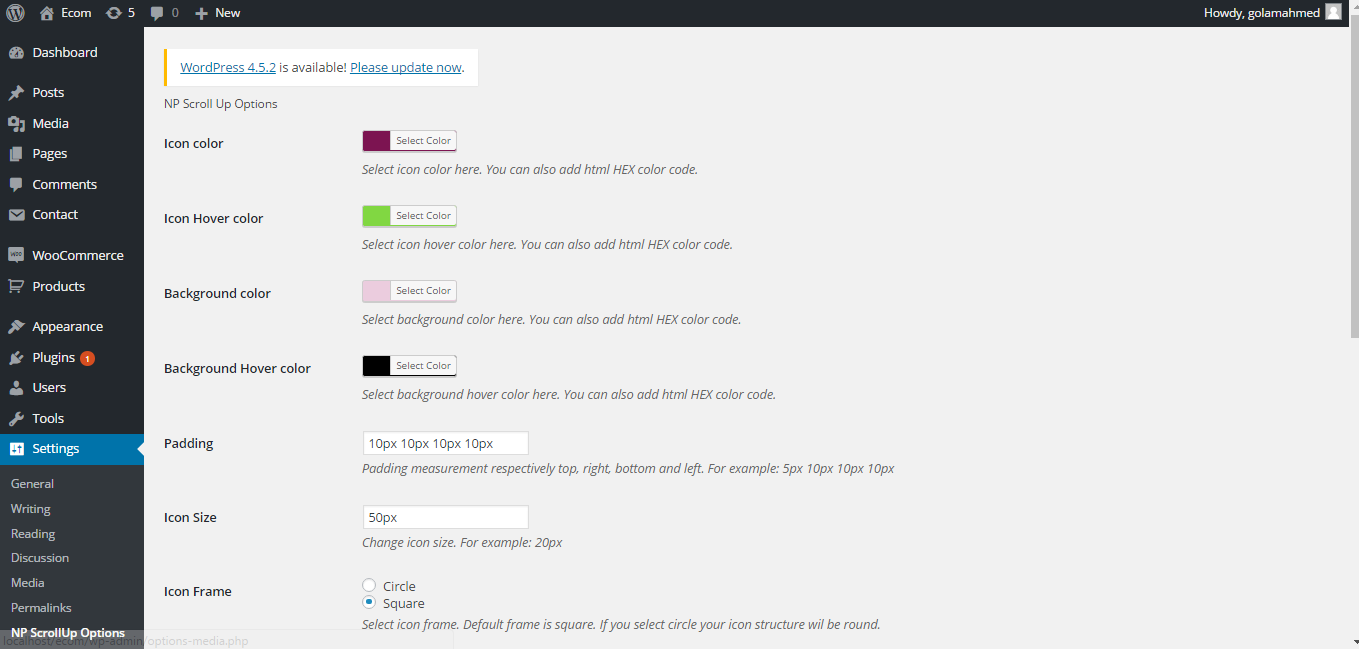 Ecom 5 0 New Howdy, golamahmed
Dashboard
Posts
Media
Pages
Comments
Contact
WOO WooCommerce
Products
Appearance
Plugins 1
Users
Tools
Settings
General
Writing
Reading
Discussion
Media
Permalinks
NP ScrollUp Options
localhost/ecom/wp-admin/options-media.php
WordPress 4.5.2 is available! Please update now.
NP Scroll Up Options
Icon color Select Color
Select icon color here. You can also add html HEX color code.
Icon Hover color Select Color
Select icon hover color here. You can also add html HEX color code.
Background color Select Color
Select background color here. You can also add html HEX color code.
Background Hover color Select Color
Select background hover color here. You can also add html HEX color code.
Padding 10px 10px 10px 10px
Padding measurement respectively top, right, bottom and left. For example: 5px 10px 10px 10px
Icon Size 50px
Change icon size. For example: 20px
Icon Frame Circle
Square
Select icon frame. Default frame is square. If you select circle your icon structure wil be round.